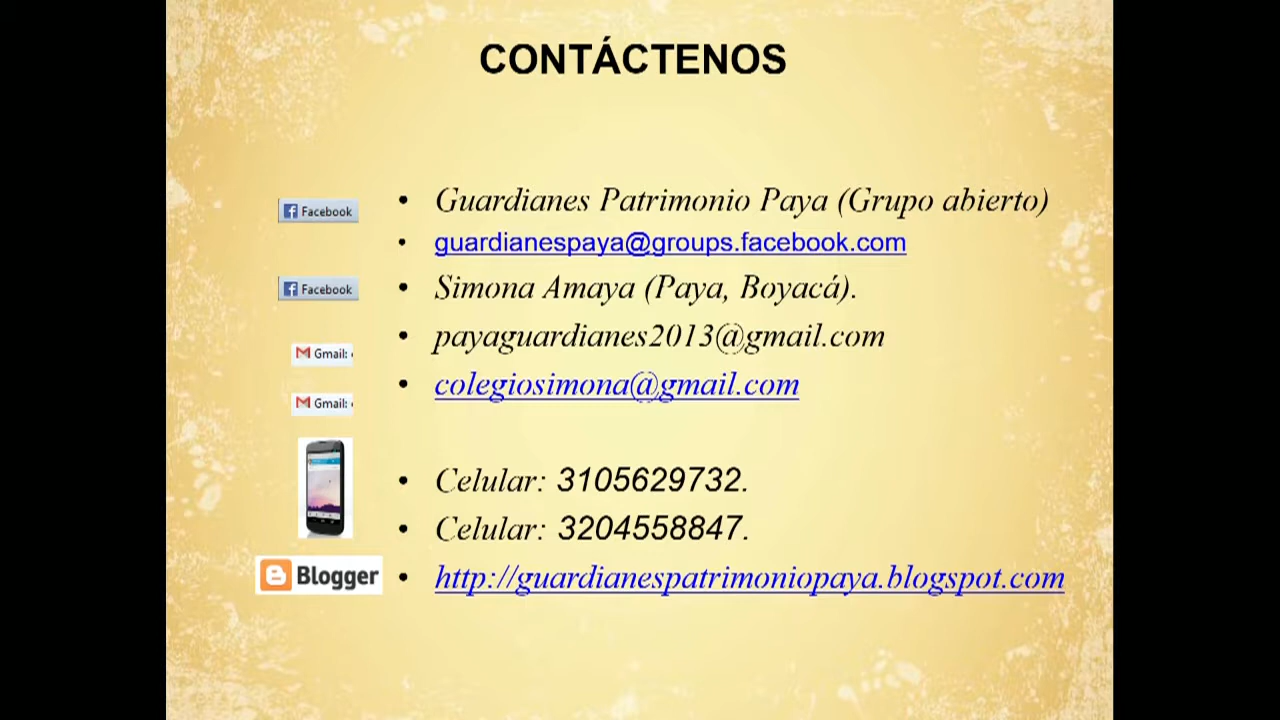 CONTÁCTENOS
Facebook
• Guardianes Patrimonio Paya (Grupo abierto)
• guardianespaya@groups.facebook.com
Facebook
• Simona Amaya (Paya, Boyacá).
Gmail:
• payaguardianes2013@gmail.com
Gmail:
• colegiosimona@gmail.com
• Celular: 3105629732.
• Celular: 3204558847.
Blogger
• http://guardianespatrimoniopaya.blogspot.com